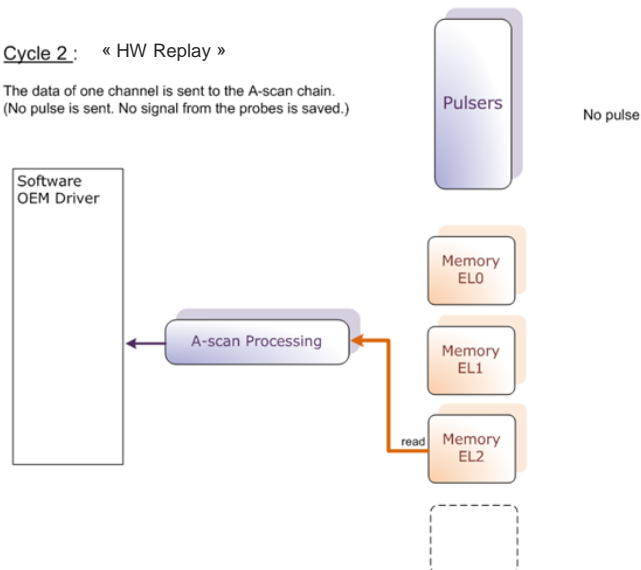 Cycle 2 : « HW Replay »
The data of one channel is sent to the A-scan chain.
(No pulse is sent. No signal from the probes is saved.)
Pulsers
No pulse
Software
OEM Driver
Memory
EL0
A-scan Processing
Memory
EL1
read
Memory
EL2